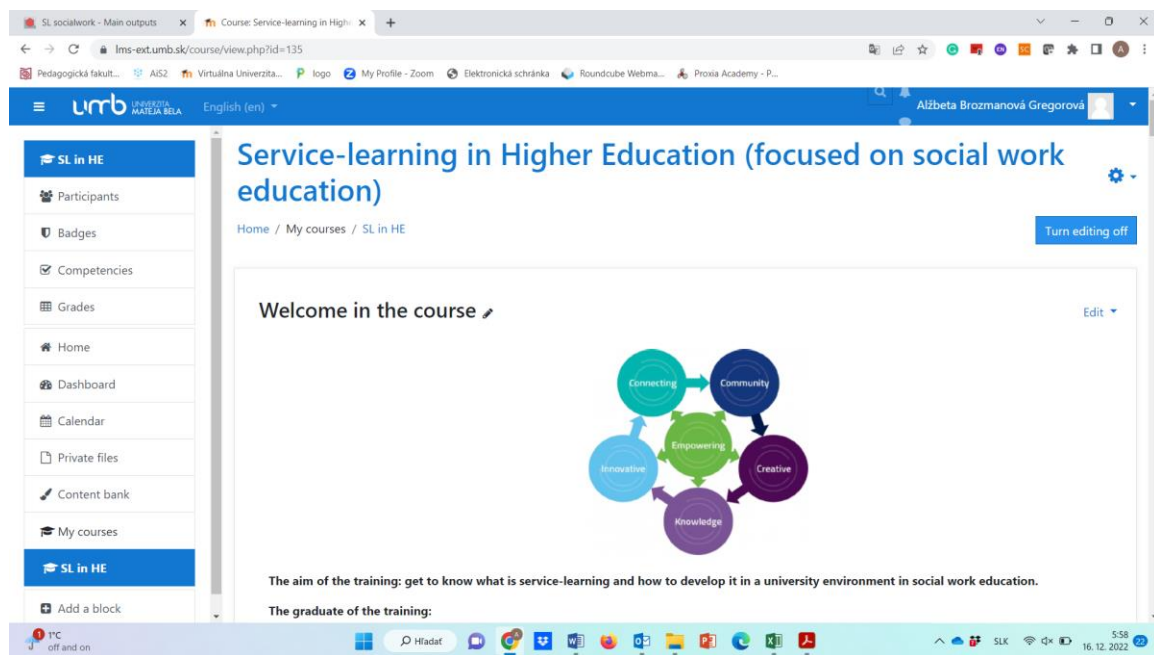 SL socialwork - Main outputs
Course: Service-learning in High
lms-ext.umb.sk/course/view.php?id=135
Pedagogická fakult...
AiS2
Virtuálna Univerzita...
logo
My Profile - Zoom
Elektronická schránka
Roundcube Webma...
Proxia Academy - P...
umb UNIVERZITA MATEJA BELA
English (en)
Alžbeta Brozmanová Gregorová
SL in HE
Participants
Badges
Competencies
Grades
Home
Dashboard
Calendar
Private files
Content bank
My courses
SL in HE
Add a block
Service-learning in Higher Education (focused on social work
education)
Home / My courses / SL in HE
Turn editing off
Welcome in the course
Edit
Connecting
Community
Empowering
Innovative
Creative
Knowledge
The aim of the training: get to know what is service-learning and how to develop it in a university environment in social work education.
The graduate of the training:
1
1°C
off and on
Hľadať
SLK
5:58
16. 12. 2022
22